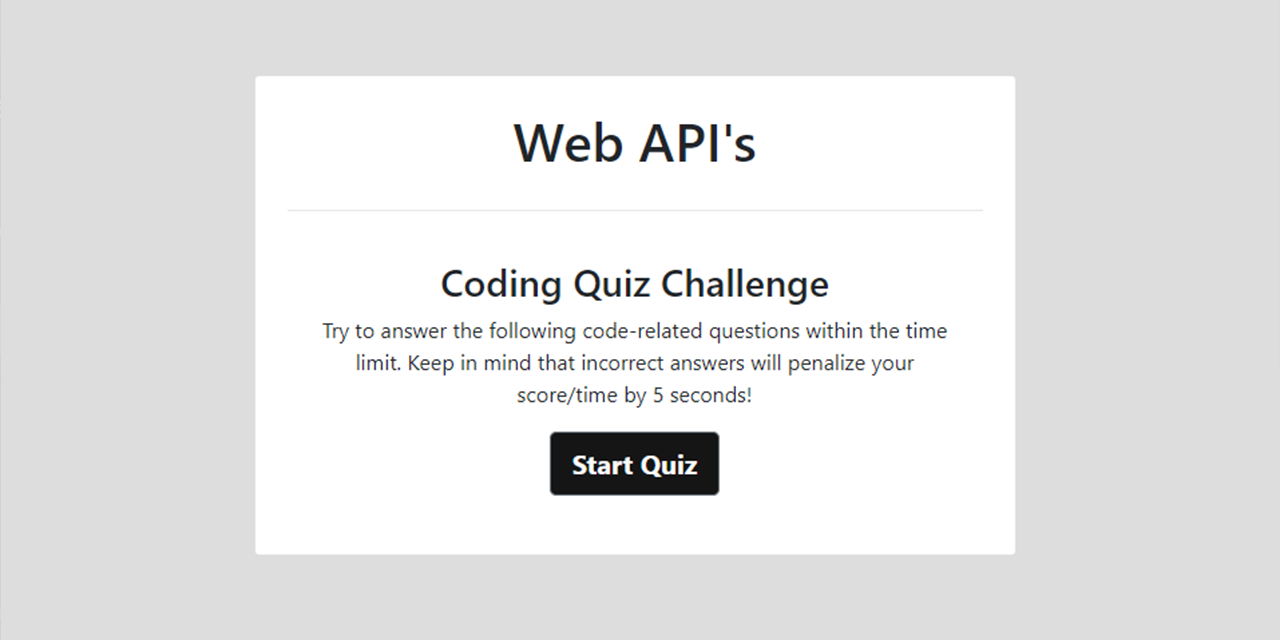 Web API's
Coding Quiz Challenge
Try to answer the following code-related questions within the time
limit. Keep in mind that incorrect answers will penalize your
score/time by 5 seconds!
Start Quiz